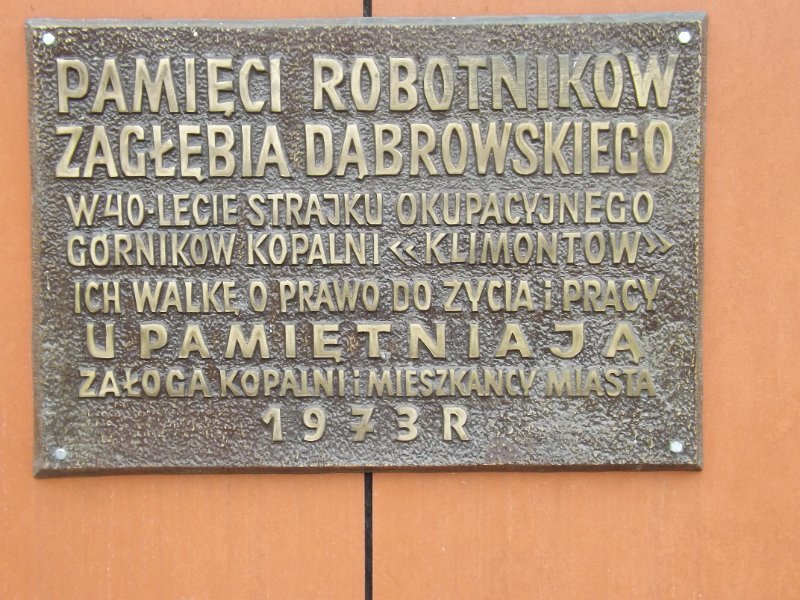 PAMIĘCI ROBOTNIKÓW
ZAGŁĘBIA DĄBROWSKIEGO
W 40-LECIE STRAJKU OKUPACYJNEGO
GÓRNIKÓW KOPALNI «KLIMONTÓW»
ICH WALKĘ O PRAWO DO ŻYCIA i PRACY
UPAMIĘTNIAJĄ
ZAŁOGA KOPALNI i MIESZKAŃCY MIASTA
1973 R